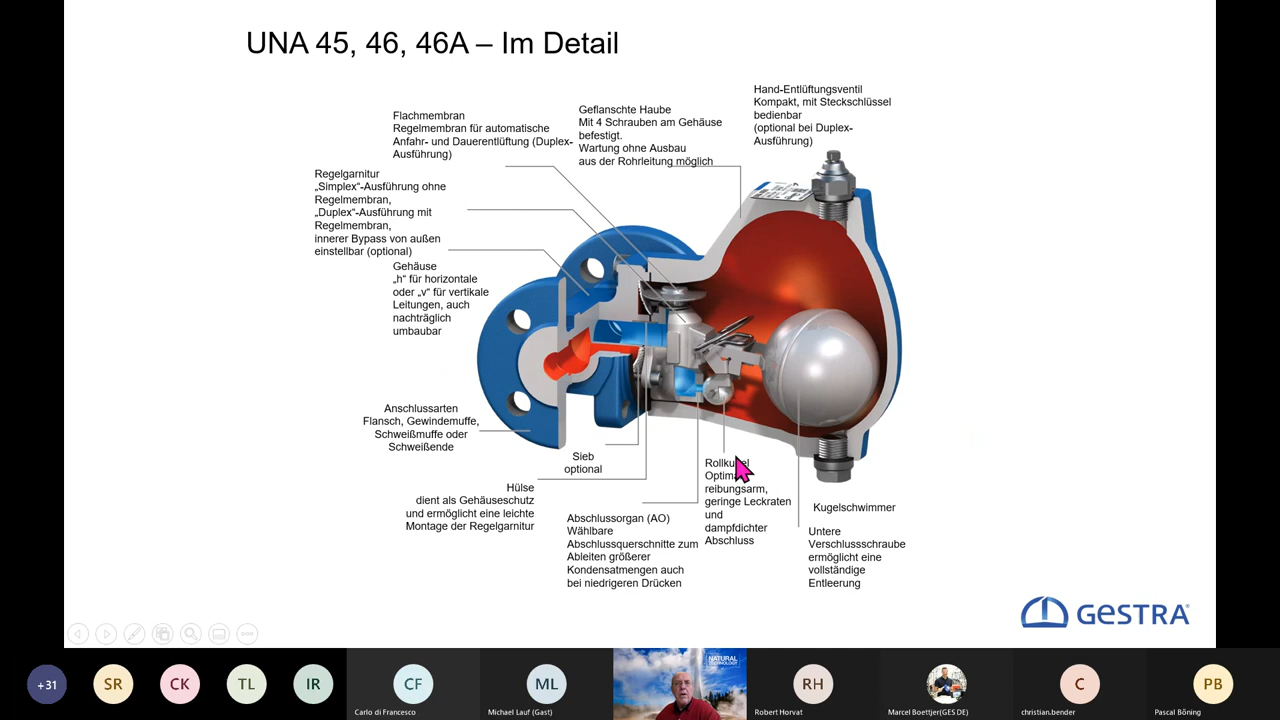 UNA 45, 46, 46A – Im Detail
Hand-Entlüftungsventil
Kompakt, mit Steckschlüssel
bedienbar
(optional bei Duplex-
Ausführung)
Geflanschte Haube
Mit 4 Schrauben am Gehäuse
befestigt.
Wartung ohne Ausbau
aus der Rohrleitung möglich
Flachmembran
Regelmembran für automatische
Anfahr- und Dauerentlüftung (Duplex-
Ausführung)
Regelgarnitur
„Simplex“-Ausführung ohne
Regelmembran,
„Duplex“-Ausführung mit
Regelmembran,
innerer Bypass von außen
einstellbar (optional)
Gehäuse
„h“ für horizontale
oder „v“ für vertikale
Leitungen, auch
nachträglich
umbaubar
Anschlussarten
Flansch, Gewindemuffe,
Schweißmuffe oder
Schweißende
Sieb
optional
Hülse
dient als Gehäuseschutz
und ermöglicht eine leichte
Montage der Regelgarnitur
Abschlussorgan (AO)
Wählbare
Abschlussquerschnitte zum
Ableiten größerer
Kondensatmengen auch
bei niedrigeren Drücken
reibungsarm,
geringe Leckraten
und
dampfdichter
Abschluss
Kugelschwimmer
Untere
Verschlussschraube
ermöglicht eine
vollständige
Entleerung
GESTRA
NATURAL
TECHNOLOGY
+31
SR
CK
TL
IR
CF
ML
RH
C
PB
Carlo di Francesco
Michael Lauf (Gast)
Robert Horvat
Marcel Boettjer(GES DE)
christian.bender
Pascal Böning